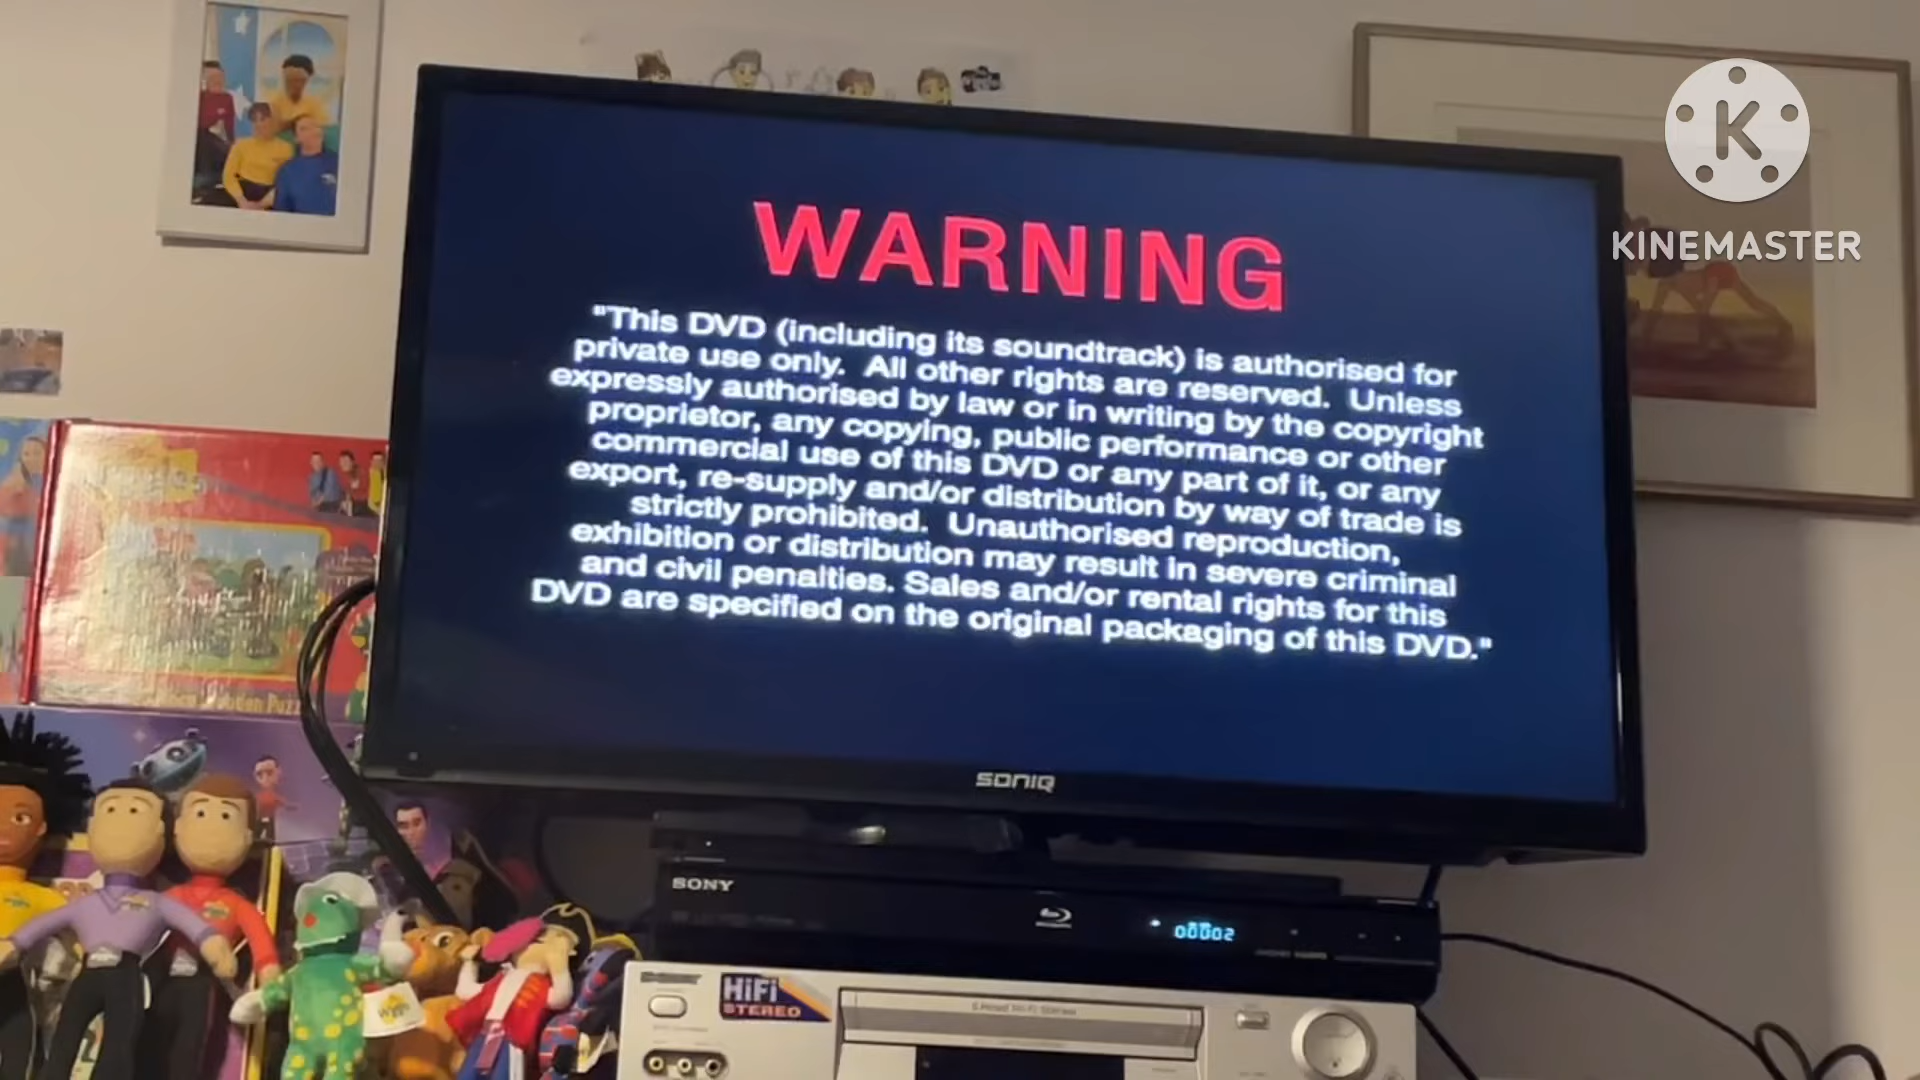 KINEMASTER
WARNING
"This DVD (including its soundtrack) is authorised for
private use only.  All other rights are reserved.  Unless
expressly authorised by law or in writing by the copyright
proprietor, any copying, public performance or other
commercial use of this DVD or any part of it, or any
export, re-supply and/or distribution by way of trade is
strictly prohibited.  Unauthorised reproduction,
exhibition or distribution may result in severe criminal
and civil penalties. Sales and/or rental rights for this
DVD are specified on the original packaging of this DVD."
SONIQ
SONY
00002
HiFi
STEREO